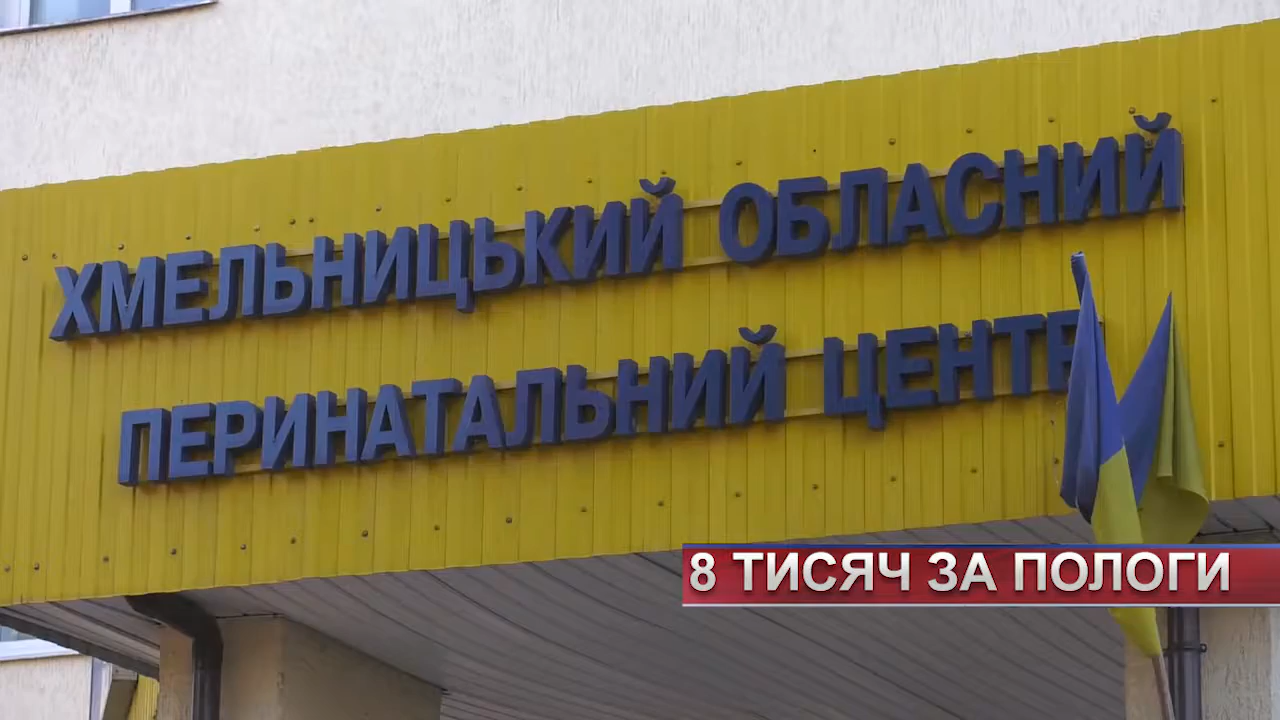 ХМЕЛЬНИЦЬКИЙ ОБЛАСНИЙ
ПЕРИНАТАЛЬНИЙ ЦЕНТР
8 ТИСЯЧ ЗА ПОЛОГИ